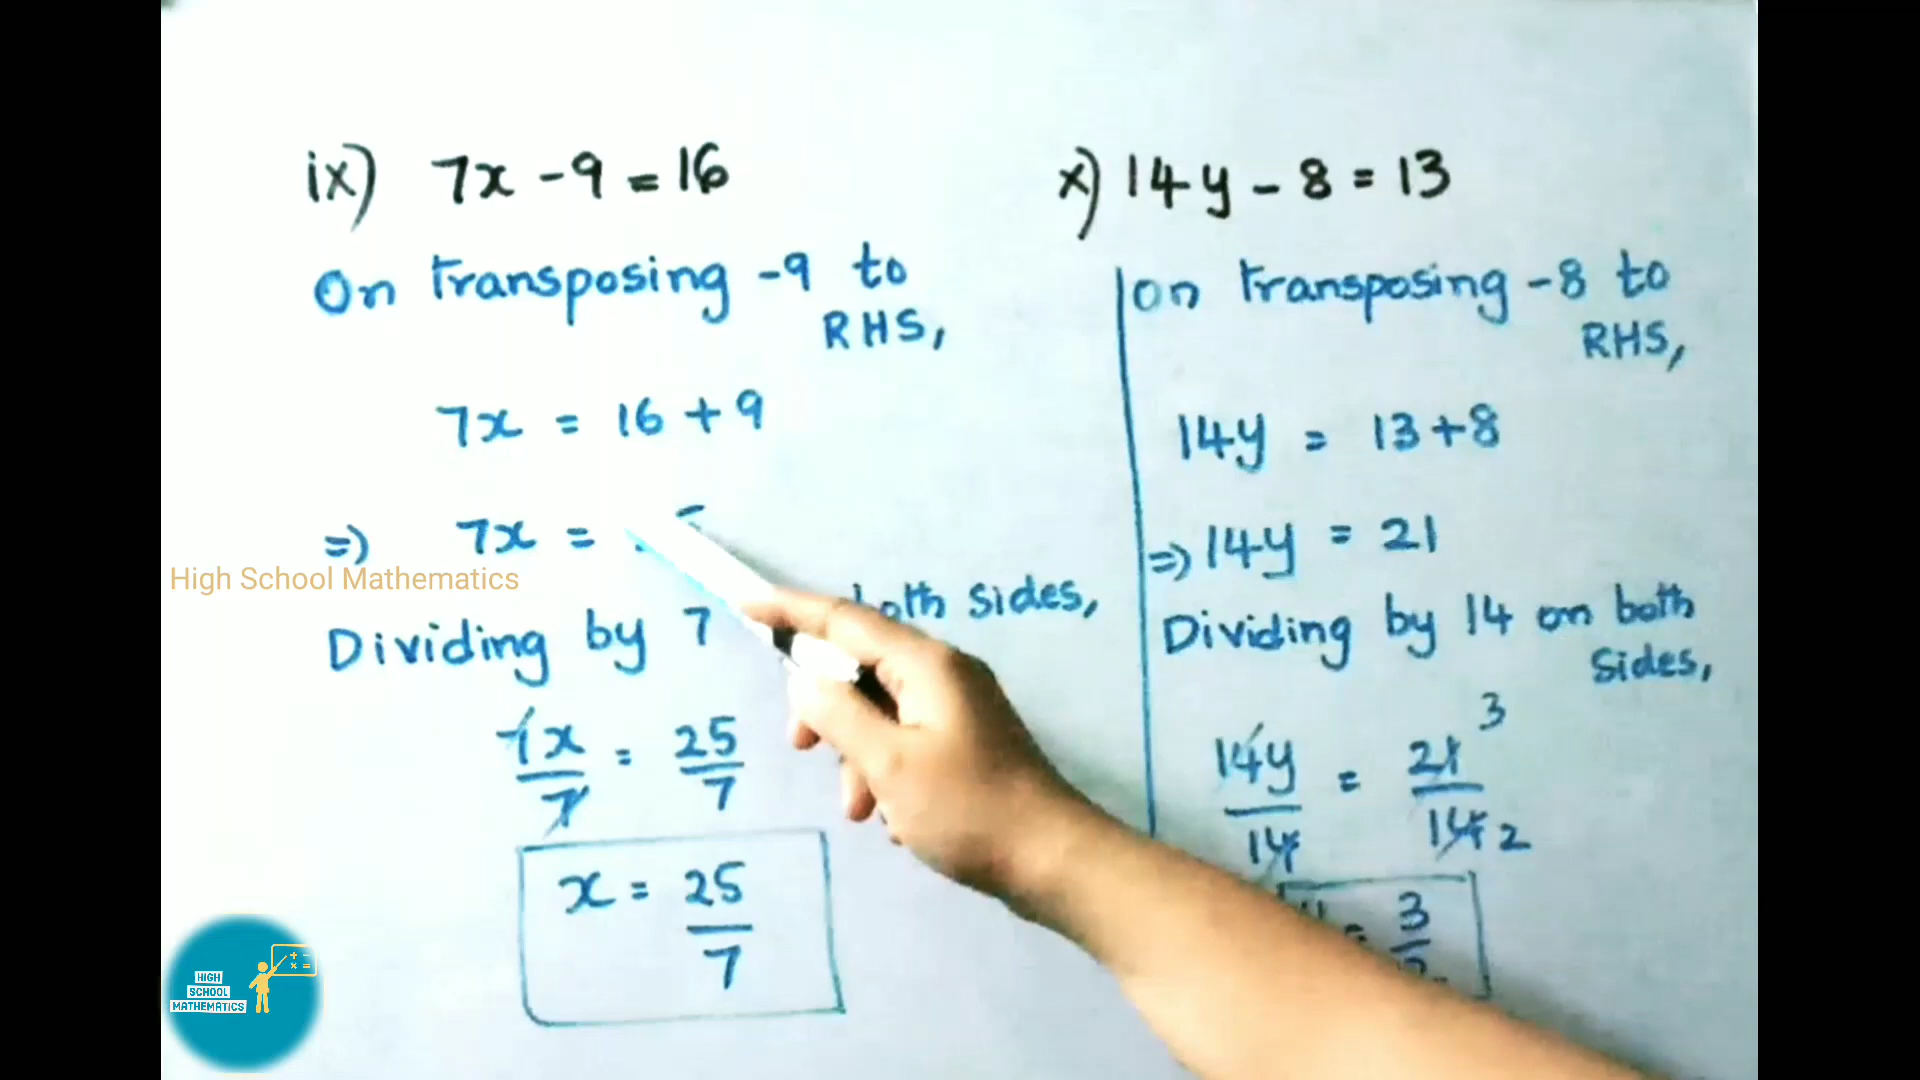 ix) 7x - 9 = 16
On transposing -9 to
RHS,
7x = 16 + 9
=) 7x =
Dividing by 7 both sides,
7x/7 = 25/7
x = 25/7
x) 14y - 8 = 13
On transposing -8 to
RHS,
14y = 13+8
=) 14y = 21
Dividing by 14 on both
Sides,
3
14y/14 = 21/14 2
= 3
High School Mathematics
HIGH
SCHOOL
MATHEMATICS